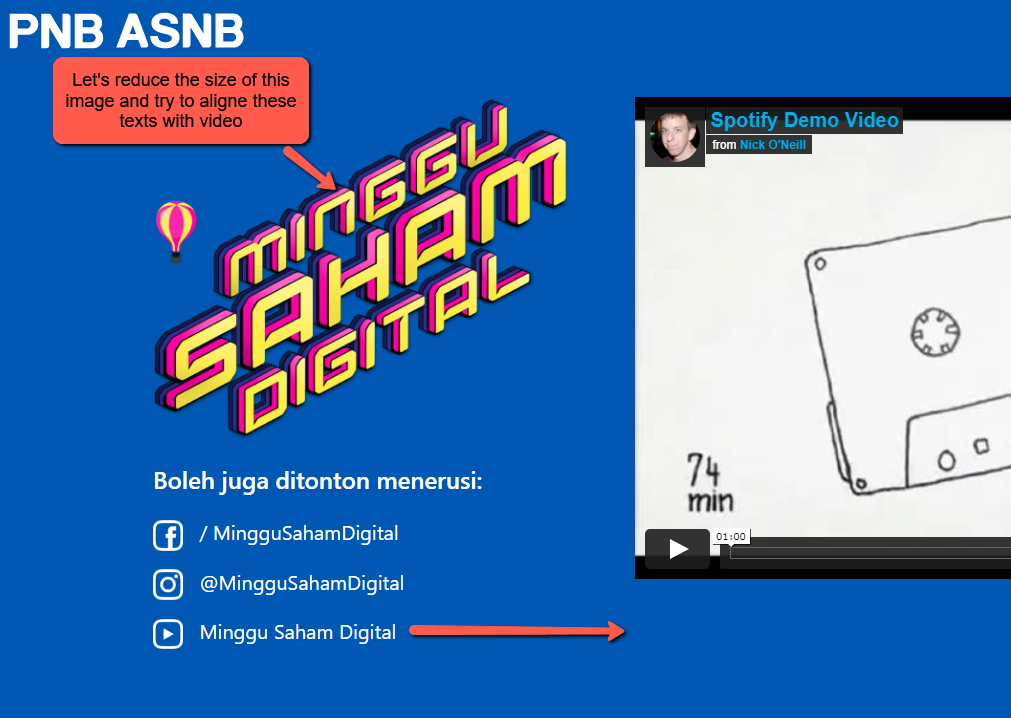 PNB ASNB
Let's reduce the size of this
image and try to aligne these
texts with video
MINGGU
SAHAM
DIGITAL
Spotify Demo Video
from Nick O'Neill
74
min
01:00
Boleh juga ditonton menerusi:
/ MingguSahamDigital
@MingguSahamDigital
Minggu Saham Digital